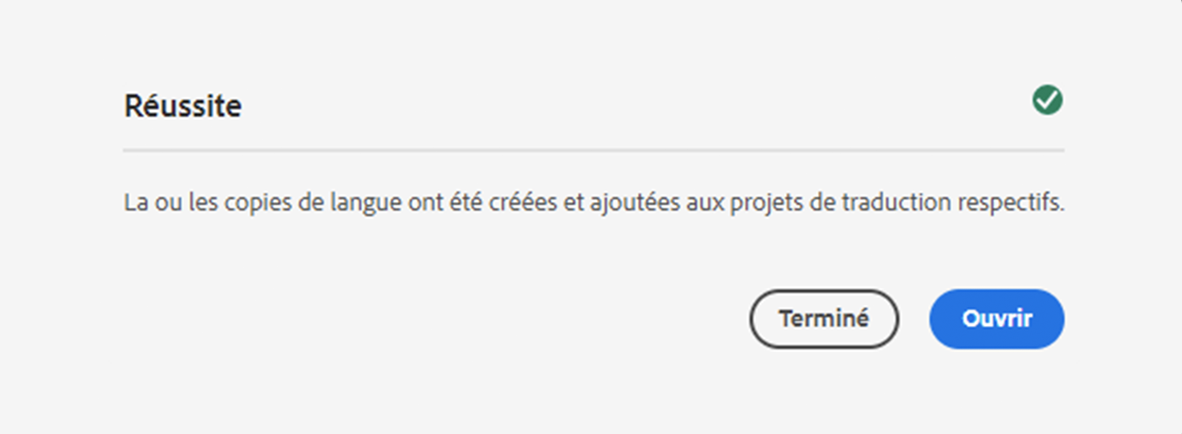 Réussite
La ou les copies de langue ont été créées et ajoutées aux projets de traduction respectifs.
Terminé
Ouvrir